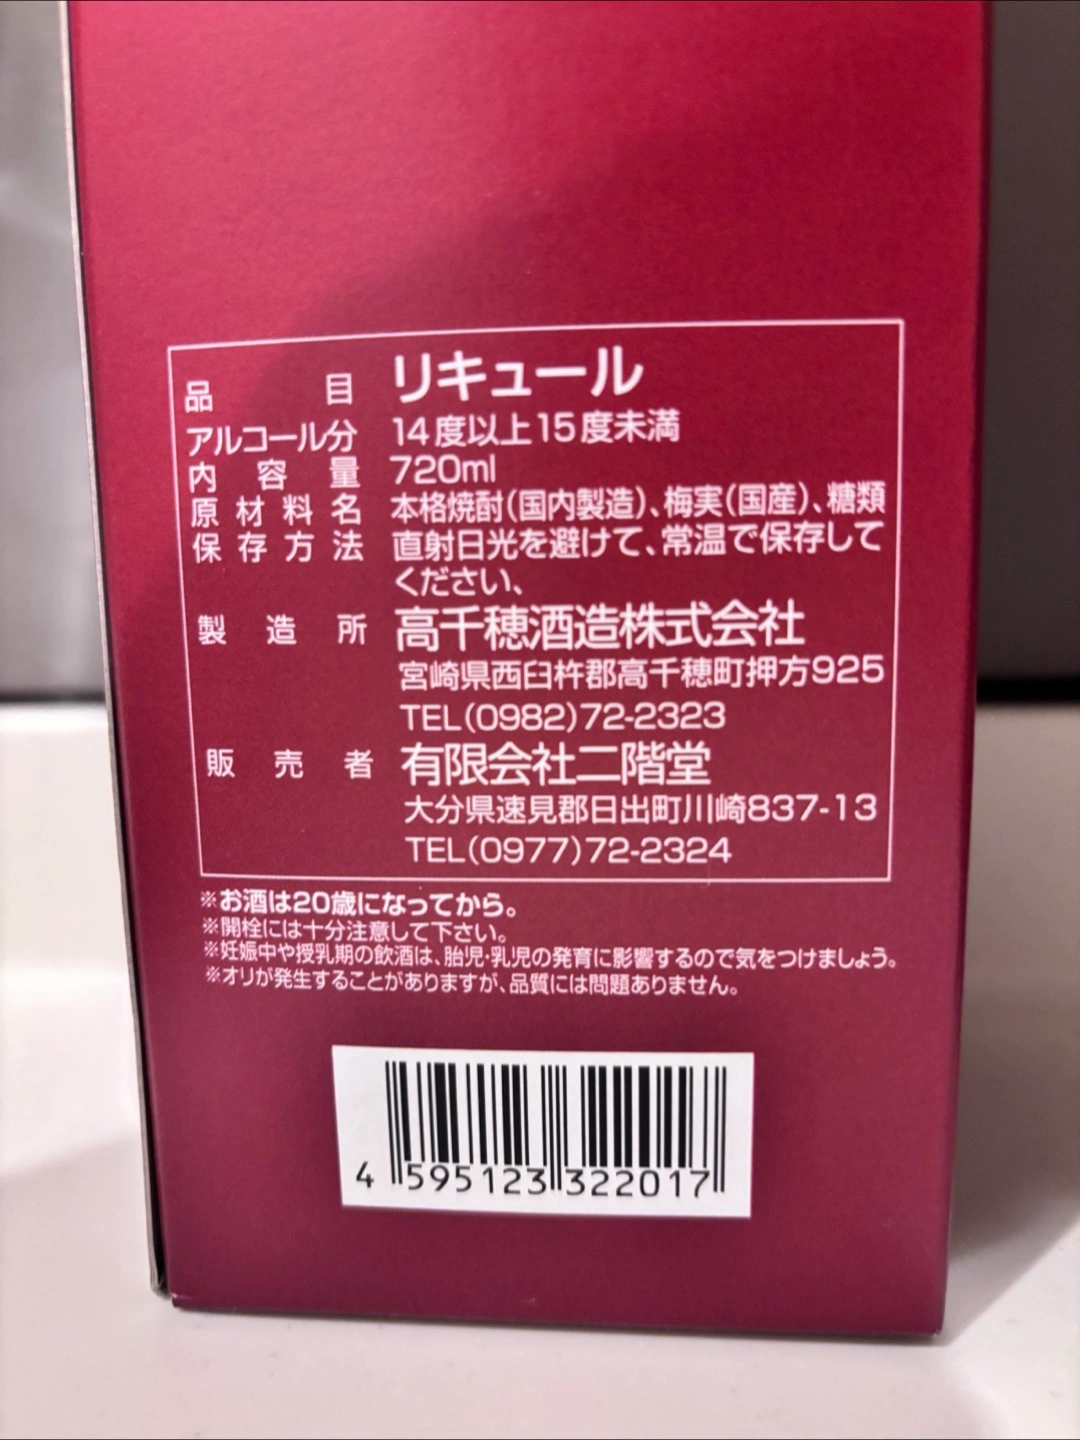 品目 リキュール
アルコール分 14度以上15度未満
内容量 720ml
原材料名 本格焼酎(国内製造)、梅実(国産)、糖類
保存方法 直射日光を避けて、常温で保存して
ください、
製造所 高千穂酒造株式会社
宮崎県西臼杵郡高千穂町押方925
TEL(0982)72-2323
販売者 有限会社二階堂
大分県速見郡日出町川崎837-13
TEL(0977)72-2324
※お酒は20歳になってから。
※開栓には十分注意して下さい。
※妊娠中や授乳期の飲酒は、胎児・乳児の発育に影響するので気をつけましょう。
※オリが発生することがありますが、品質には問題ありません。
4 595123 322017